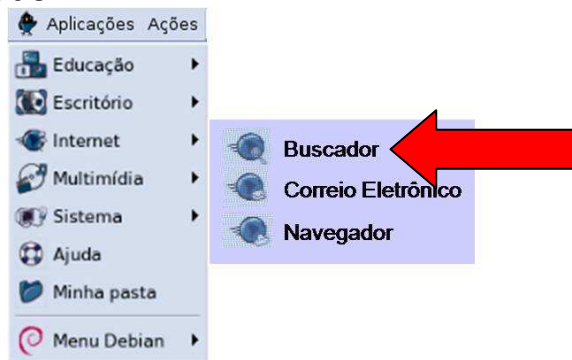 Aplicações Ações
Educação
Escritório
Internet
Multimídia
Sistema
Ajuda
Minha pasta
Menu Debian
Buscador
Correio Eletrônico
Navegador